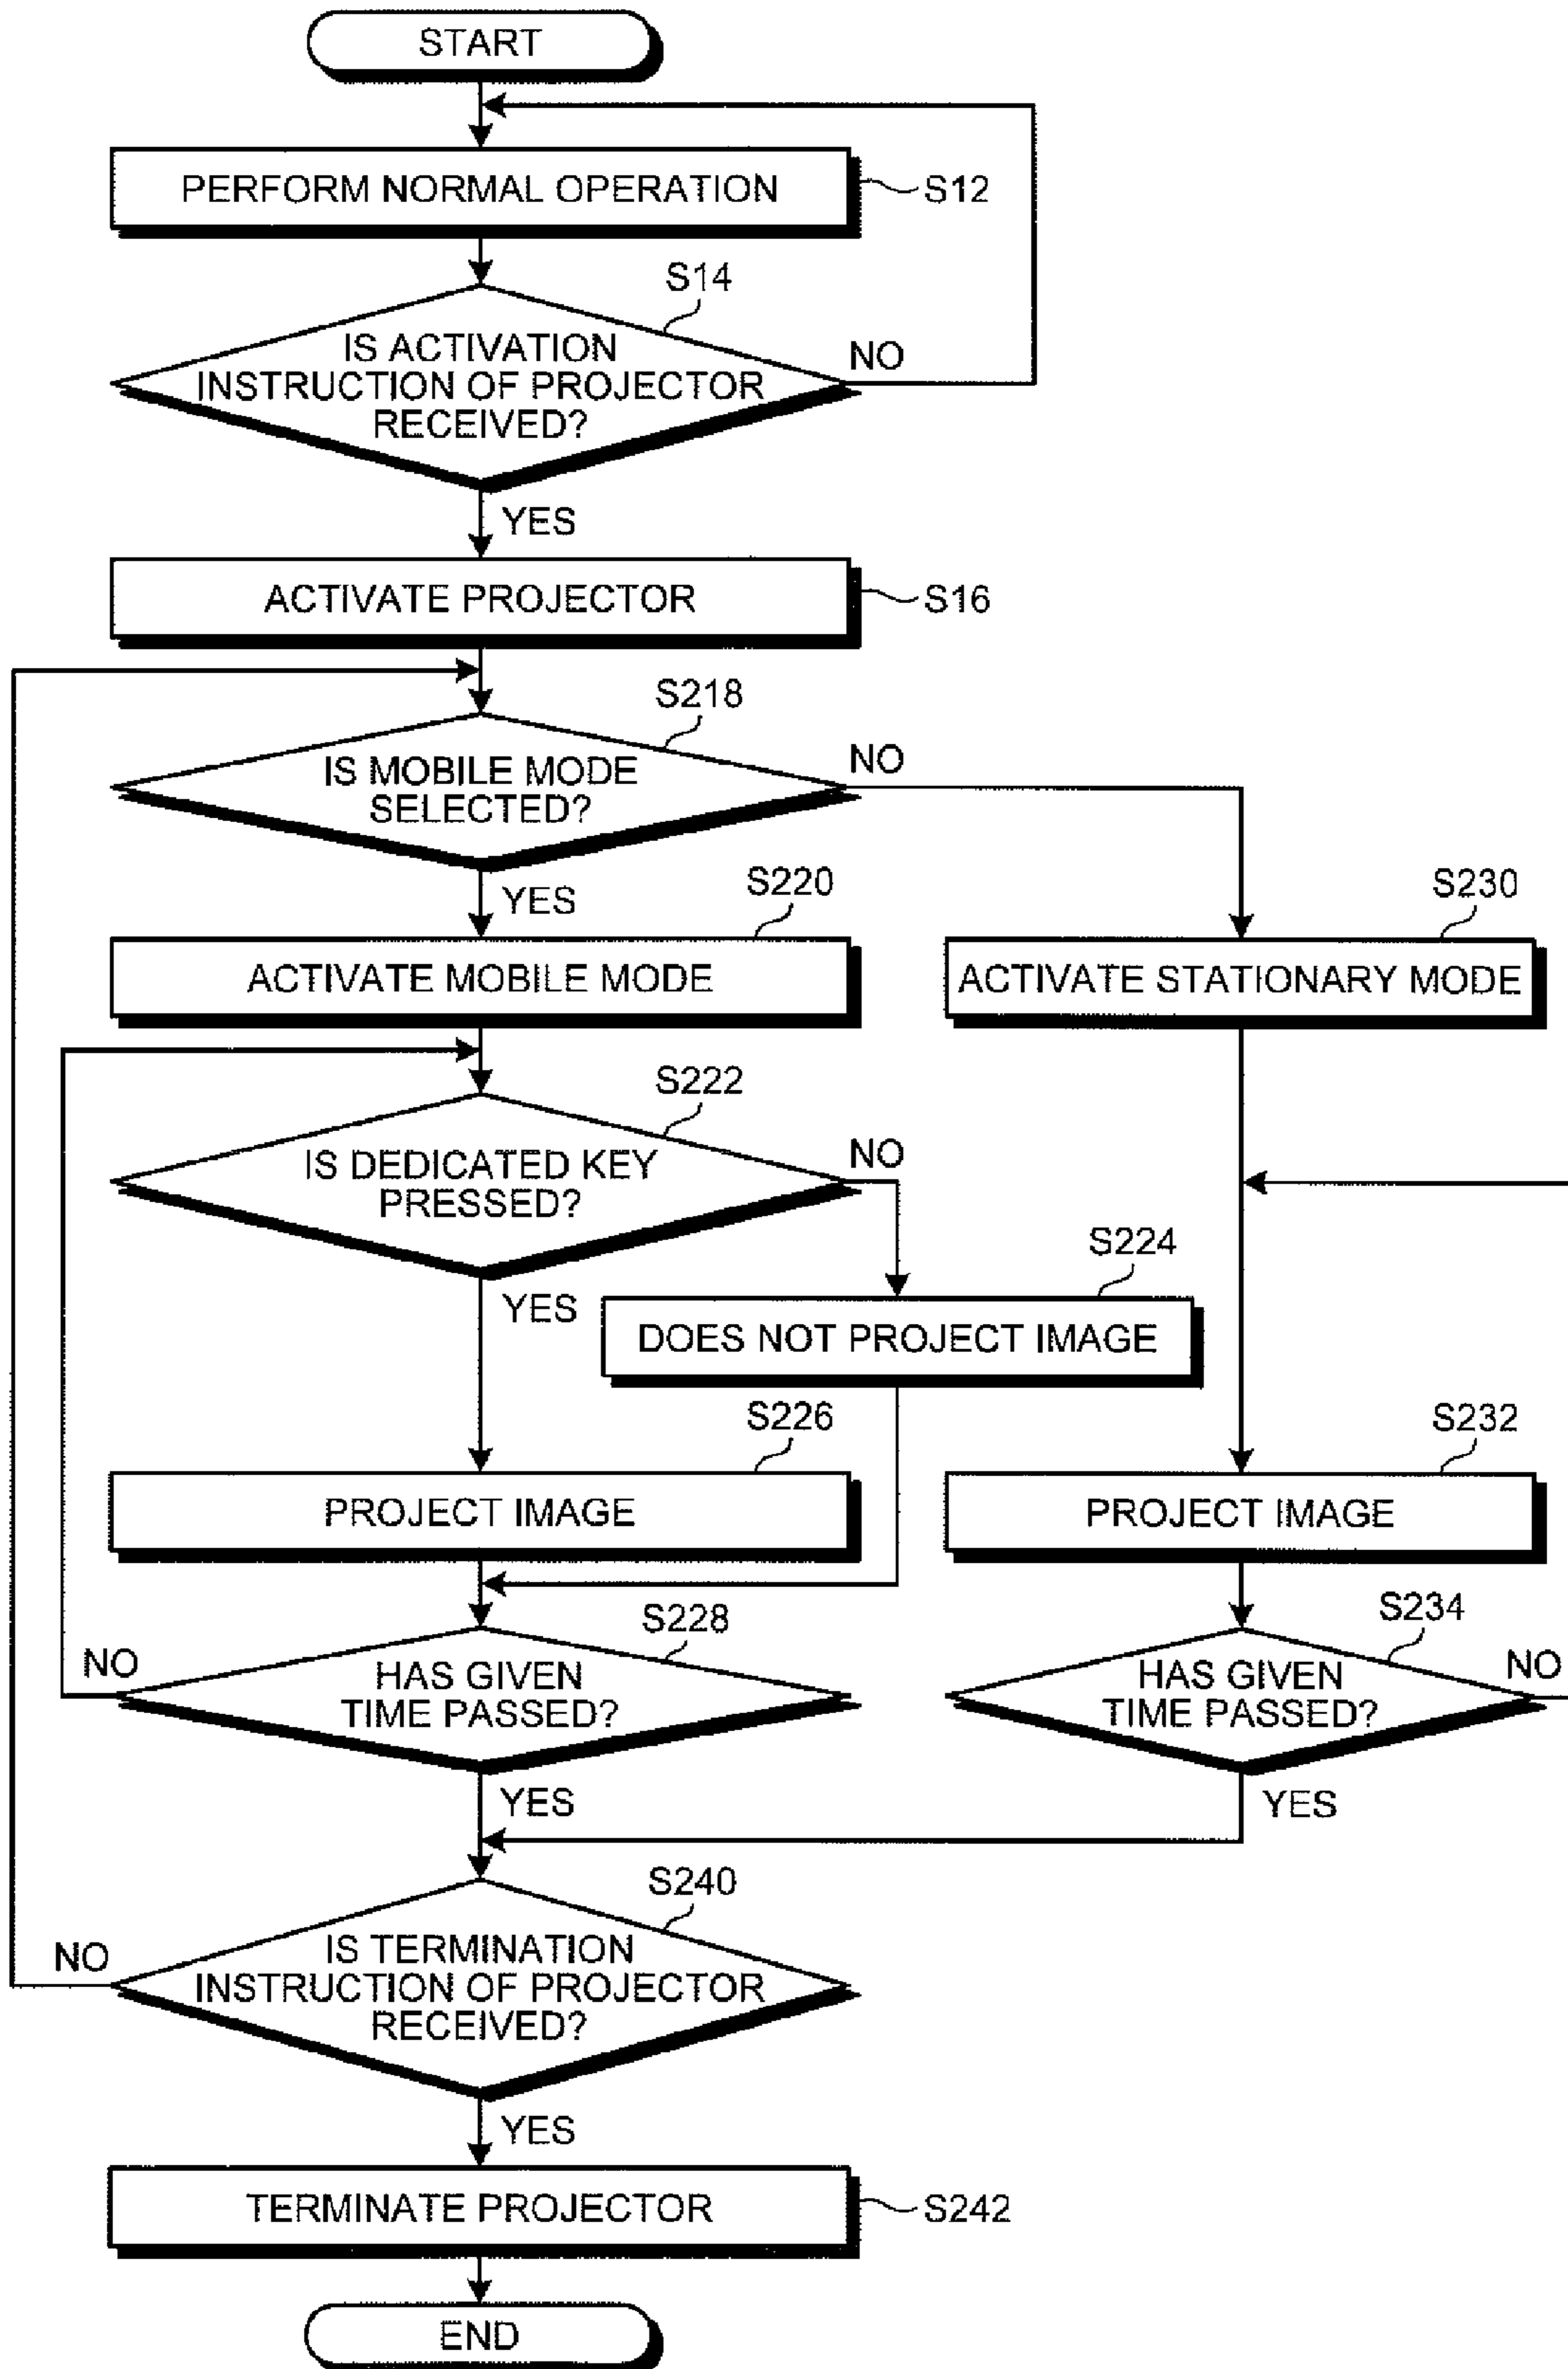 START
PERFORM NORMAL OPERATION
S12
S14
IS ACTIVATION
INSTRUCTION OF PROJECTOR
RECEIVED?
NO
YES
ACTIVATE PROJECTOR
S16
S218
IS MOBILE MODE
SELECTED?
NO
YES
S220
ACTIVATE MOBILE MODE
S230
ACTIVATE STATIONARY MODE
S222
IS DEDICATED KEY
PRESSED?
NO
YES
S224
DOES NOT PROJECT IMAGE
S226
PROJECT IMAGE
S232
PROJECT IMAGE
S228
HAS GIVEN
TIME PASSED?
NO
YES
S234
HAS GIVEN
TIME PASSED?
NO
YES
S240
IS TERMINATION
INSTRUCTION OF PROJECTOR
RECEIVED?
NO
YES
TERMINATE PROJECTOR
S242
END